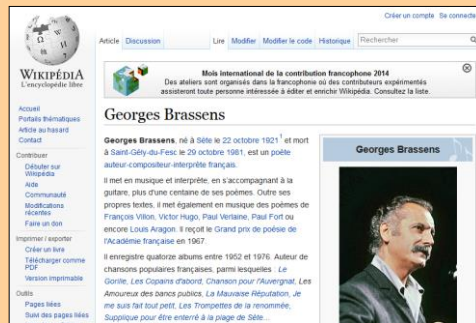 Créer un compte Se connecte
Article Discussion Lire Modifier Modifier le code Historique Rechercher
WIKIPÉDIA
L'encyclopédie libre
Mois international de la contribution francophone 2014
Des ateliers sont organisés dans la francophonie où des contributeurs expérimentés
assisteront toute personne intéressée à éditer et enrichir Wikipédia. Consultez la liste.
Accueil
Portails thématiques
Article au hasard
Contact
Contribuer
Débuter sur
Wikipédia
Aide
Communauté
Modifications
récentes
Faire un don
Imprimer / exporter
Créer un livre
Télécharger comme
PDF
Version imprimable
Outils
Pages liées
Suivi des pages liées
Georges Brassens
Georges Brassens, né à Sète le 22 octobre 1921 1 et mort
à Saint-Gély-du-Fesc le 29 octobre 1981, est un poète
auteur-compositeur-interprète français.
Il met en musique et interprète, en s'accompagnant à la
guitare, plus d'une centaine de ses poèmes. Outre ses
propres textes, il met également en musique des poèmes de
François Villon, Victor Hugo, Paul Verlaine, Paul Fort ou
encore Louis Aragon. Il reçoit le Grand prix de poésie de
l'Académie française en 1967.
Il enregistre quatorze albums entre 1952 et 1976. Auteur de
chansons populaires françaises, parmi lesquelles : Le
Gorille, Les Copains d'abord, Chanson pour l'Auvergnat, Les
Amoureux des bancs publics, La Mauvaise Réputation, Je
me suis fait tout petit, Les Trompettes de la renommée,
Supplique pour être enterré à la plage de Sète...
Georges Brassens